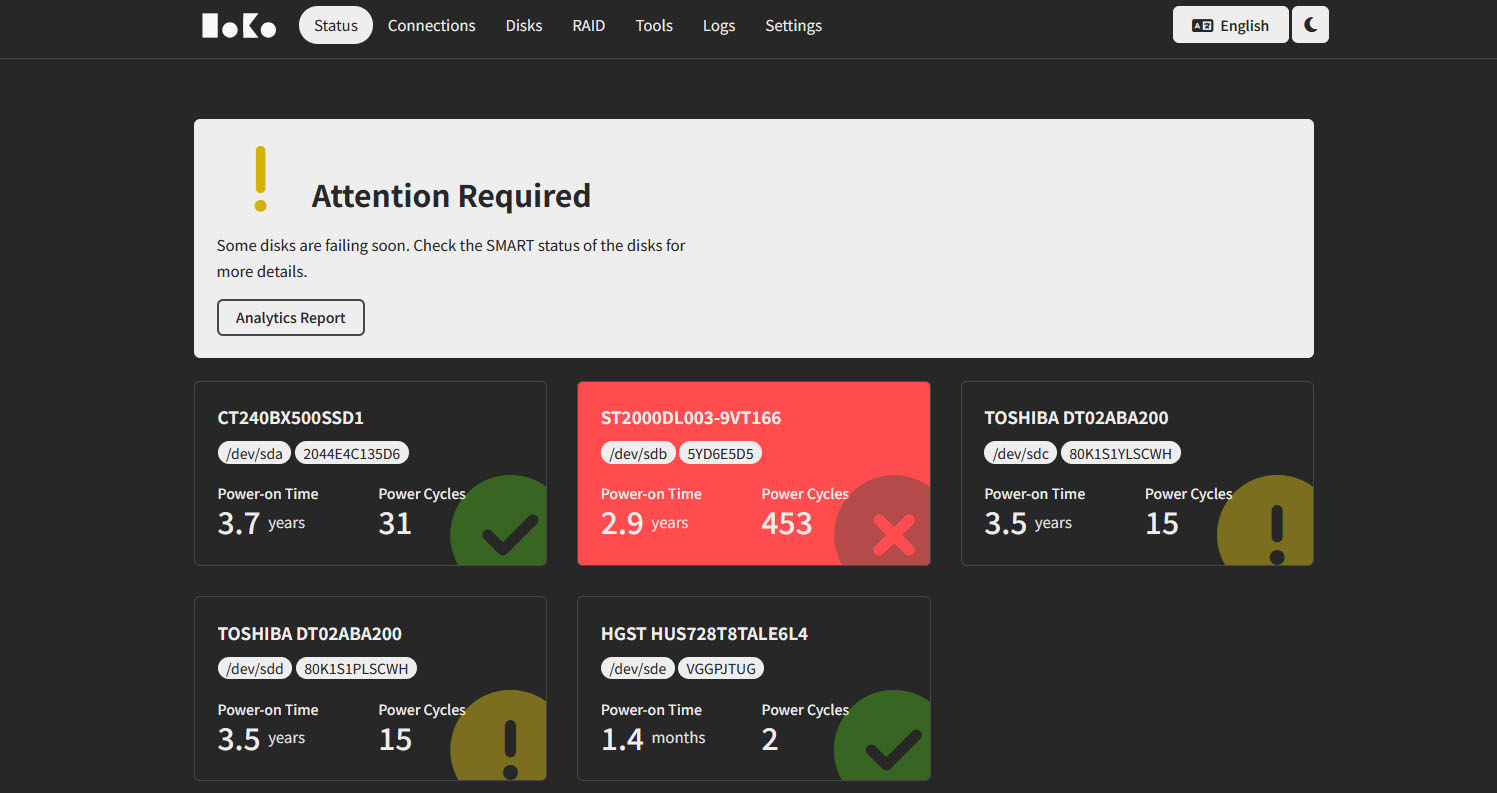 LoKo Status Connections Disks RAID Tools Logs Settings English
Attention Required
Some disks are failing soon. Check the SMART status of the disks for
more details.
Analytics Report
CT240BX500SSD1
/dev/sda 2044E4C135D6
Power-on Time Power Cycles
3.7 years 31
ST2000DL003-9VT166
/dev/sdb 5YD6E5D5
Power-on Time Power Cycles
2.9 years 453
TOSHIBA DT02ABA200
/dev/sdc 80K1S1YLSCWH
Power-on Time Power Cycles
3.5 years 15
TOSHIBA DT02ABA200
/dev/sdd 80K1S1PLSCWH
Power-on Time Power Cycles
3.5 years 15
HGST HUS728T8TALE6L4
/dev/sde VGGPJTUG
Power-on Time Power Cycles
1.4 months 2